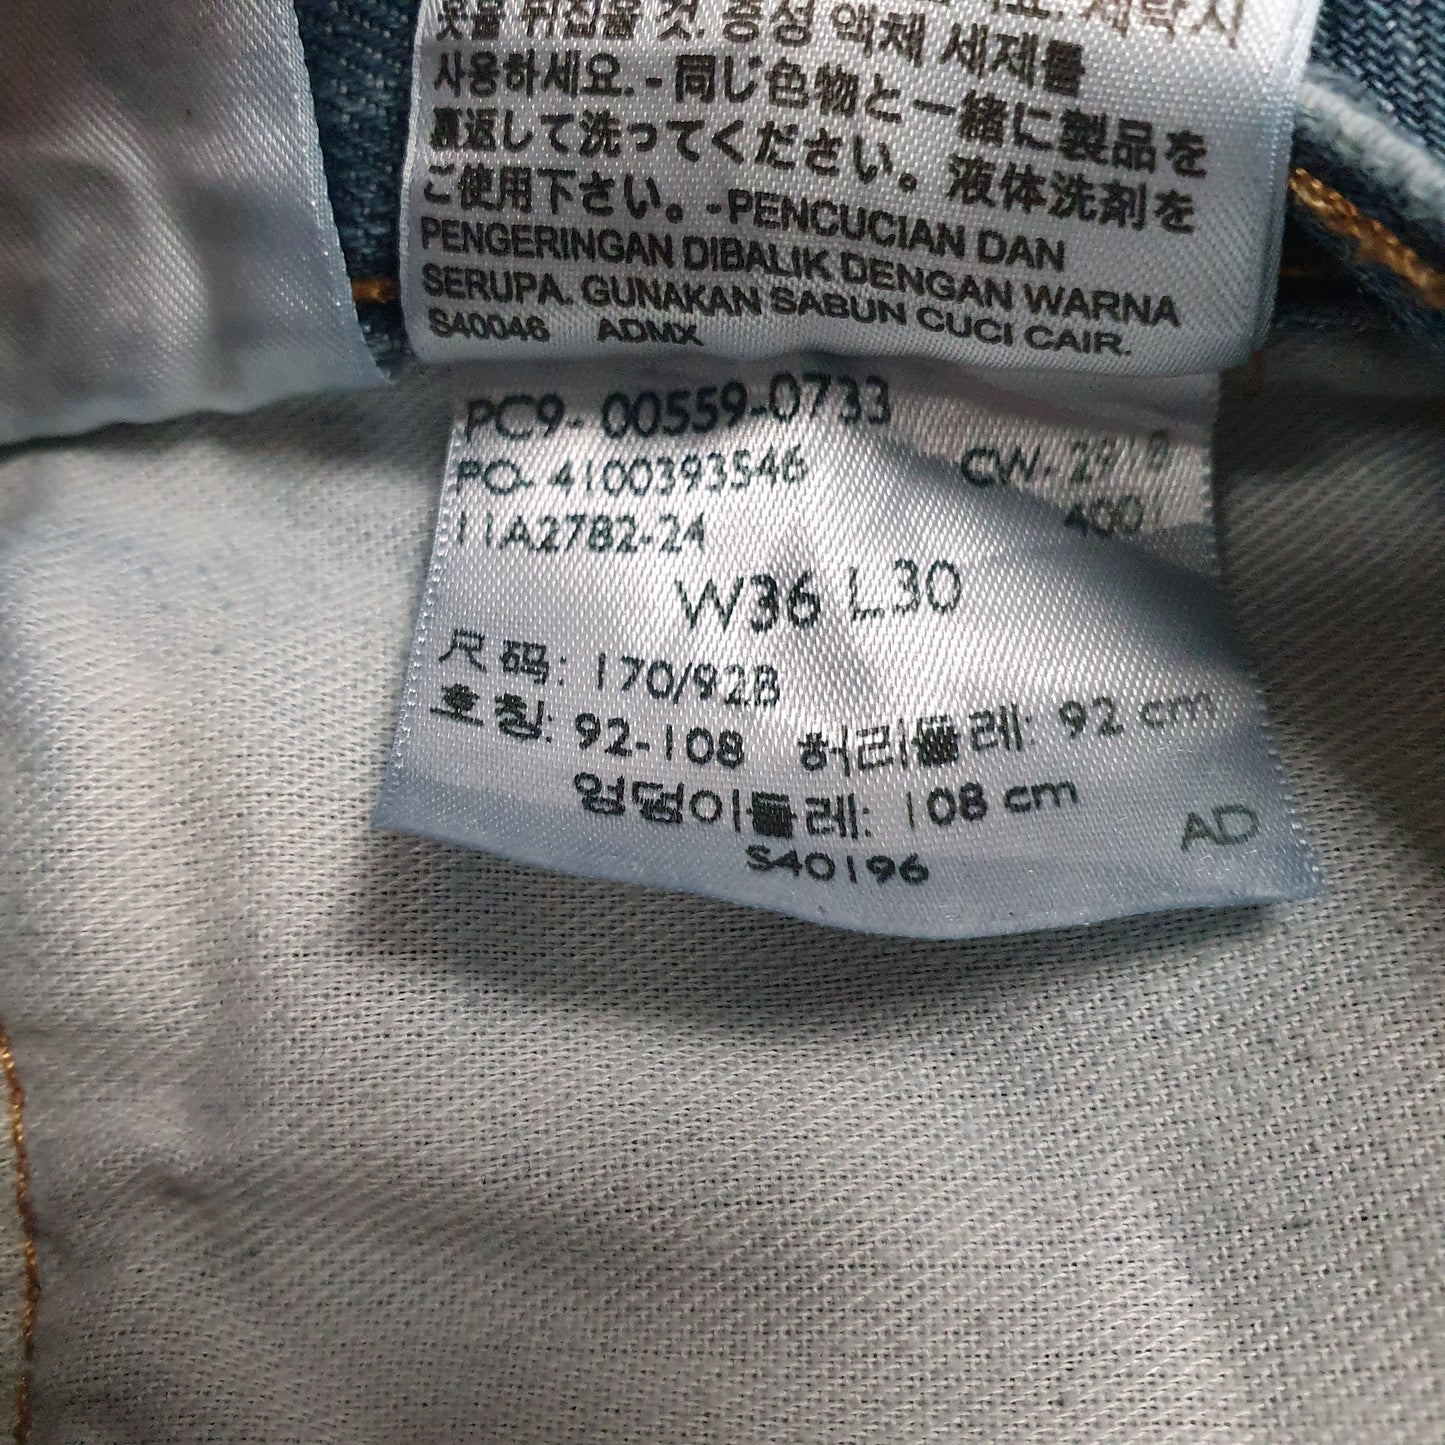 세탁시
옷을 뒤집을 것. 중성 액체 세제를
사용하세요. - 同じ色物と一緒に製品を
裏返して洗ってください。液体洗剤を
ご使用下さい。-PENCUCIAN DAN
PENGERINGAN DIBALIK DENGAN WARNA
SERUPA. GUNAKAN SABUN CUCI CAIR.
S40046 ADMX
PC9-00559-0733
PO-4100393546 CW-
11A2782-24 400
W36 L30
尺码: 170/92B
호칭: 92-108 허리둘레: 92 cm
엉덩이둘레: 108 cm
AD
S40196